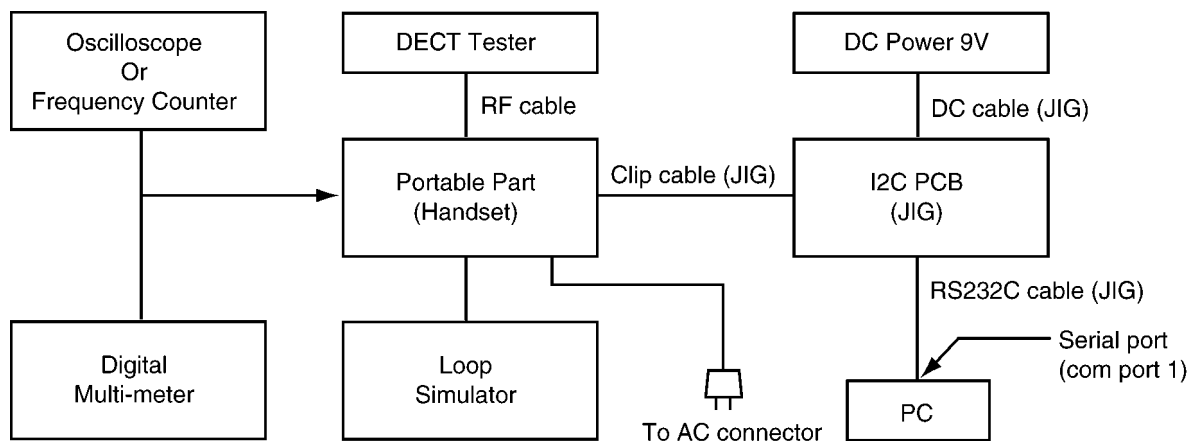 Oscilloscope
Or
Frequency Counter
DECT Tester
DC Power 9V
RF cable
DC cable (JIG)
Portable Part
(Handset)
Clip cable (JIG)
I2C PCB
(JIG)
RS232C cable (JIG)
Digital
Multi-meter
Loop
Simulator
Serial port
(com port 1)
PC
To AC connector